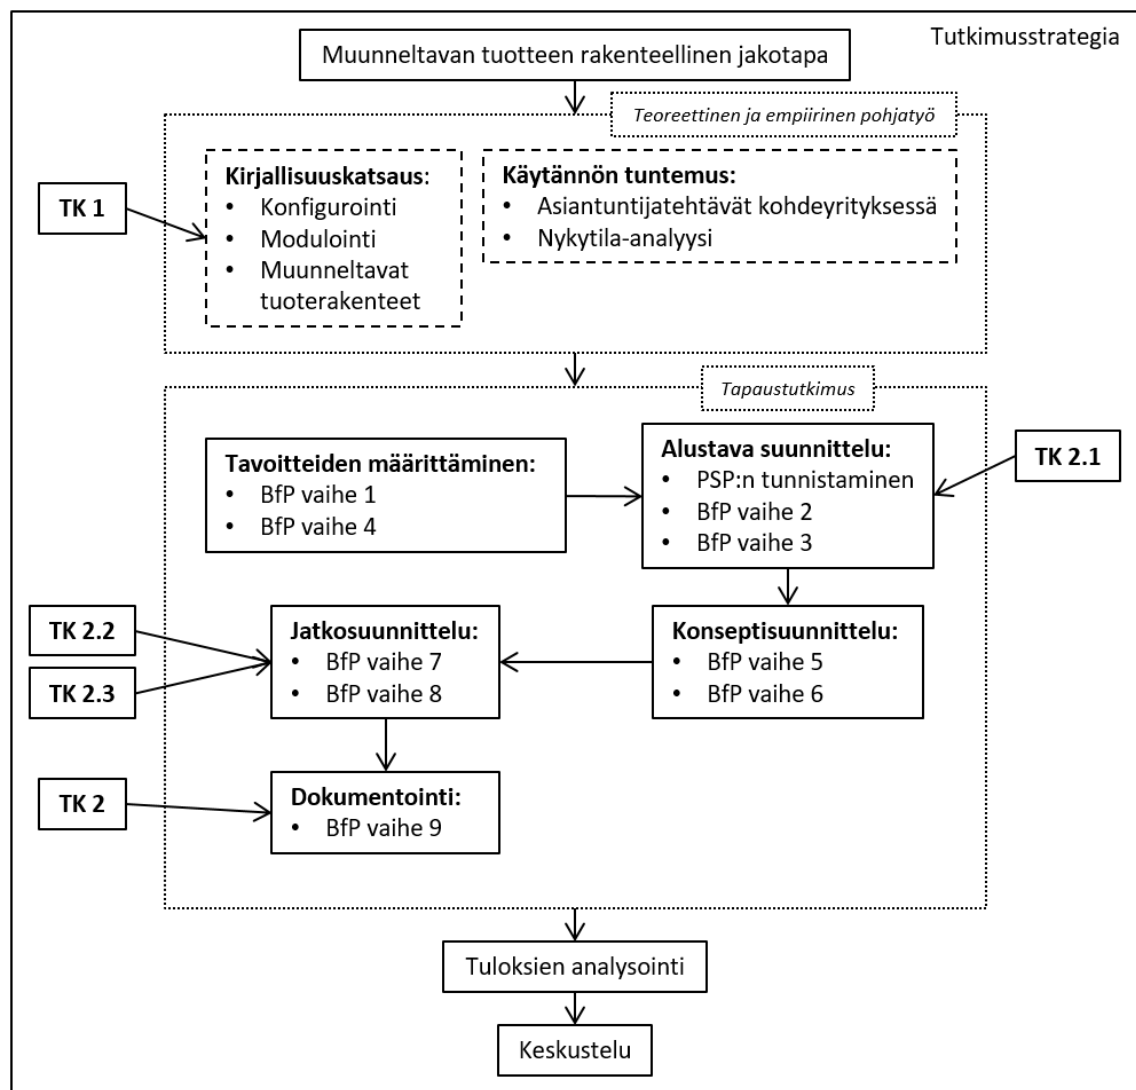 Tutkimusstrategia
Muunneltavan tuotteen rakenteellinen jakotapa
Teoreettinen ja empiirinen pohjatyö
TK 1
Kirjallisuuskatsaus:
• Konfigurointi
• Modulointi
• Muunneltavat
tuoterakenteet
Käytännön tuntemus:
• Asiantuntijatehtävät kohdeyrityksessä
• Nykytila-analyysi
Tapaustutkimus
Tavoitteiden määrittäminen:
• BfP vaihe 1
• BfP vaihe 4
Alustava suunnittelu:
• PSP:n tunnistaminen
• BfP vaihe 2
• BfP vaihe 3
TK 2.1
Konseptisuunnittelu:
• BfP vaihe 5
• BfP vaihe 6
TK 2.2
TK 2.3
Jatkosuunnittelu:
• BfP vaihe 7
• BfP vaihe 8
TK 2
Dokumentointi:
• BfP vaihe 9
Tuloksien analysointi
Keskustelu